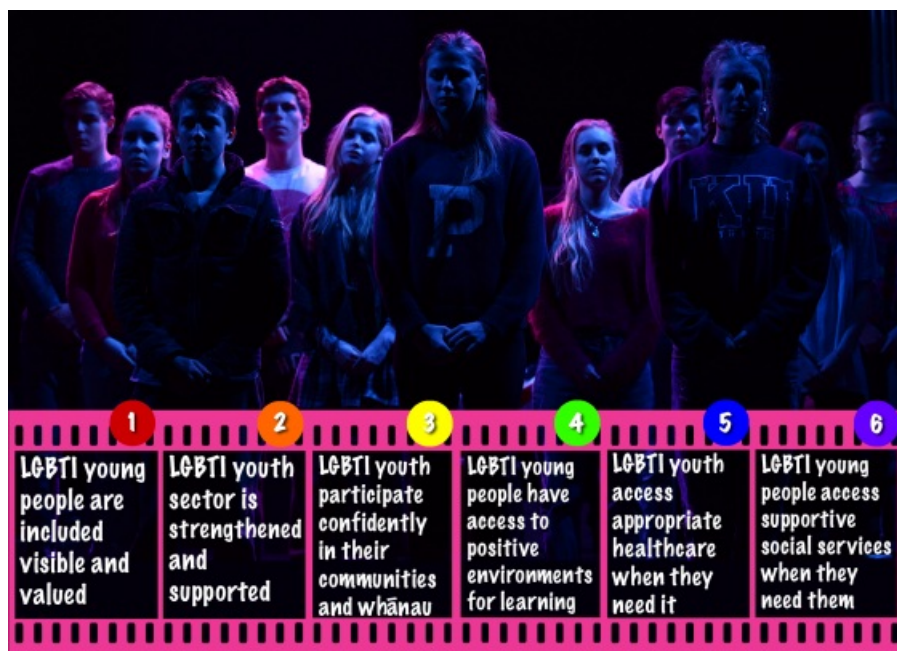 P
KU
1
LGBTI young
people are
included
visible and
valued
2
LGBTI youth
sector is
strengthened
and
supported
3
LGBTI youth
participate
confidently
in their
communities
and whānau
4
LGBTI young
people have
access to
positive
environments
for learning
5
LGBTI youth
access
appropriate
healthcare
when they
need it
6
LGBTI young
people access
supportive
social services
when they
need them